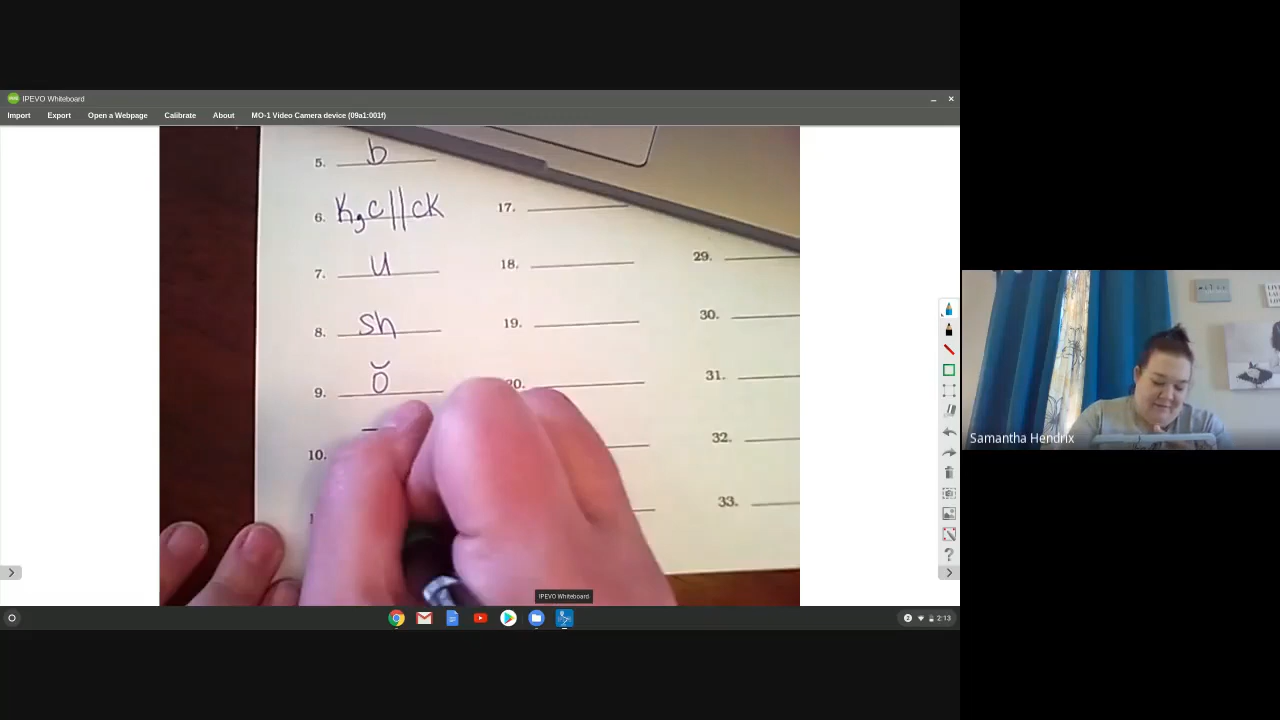 IPEVO Whiteboard
Import Export Open a Webpage Calibrate About MO-1 Video Camera device (09a1:001f)
5. b
6. k,c||ck
7. u
8. sh
9. ŏ
10.
17.
18.
19.
20.
29.
30.
31.
32.
33.
Samantha Hendrix
IPEVO Whiteboard
2:13